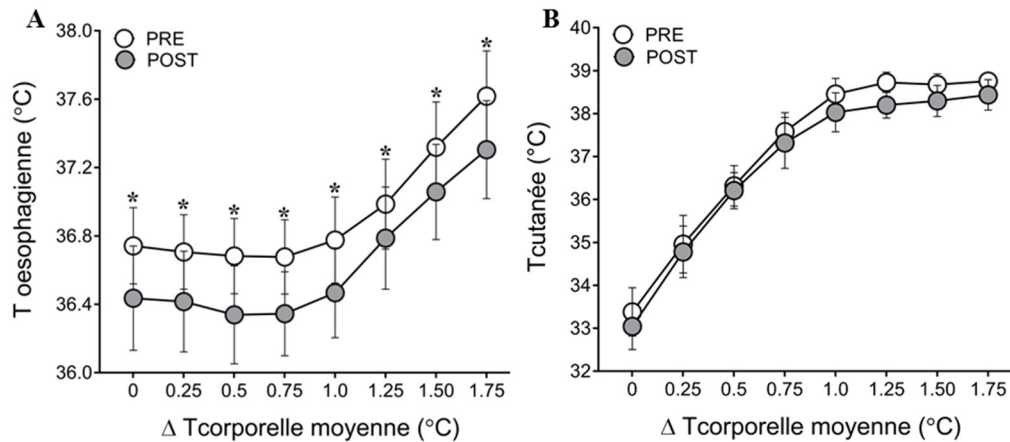 A
* * * * * * * *
PRE
POST
T oesophagienne (°C)
38.0
37.6
37.2
36.8
36.4
36.0
0 0.25 0.5 0.75 1.0 1.25 1.50 1.75
Δ Tcorporelle moyenne (°C)
B
PRE
POST
Tcutanée (°C)
40
39
38
37
36
35
33
32
0 0.25 0.5 0.75 1.0 1.25 1.50 1.75
Δ Tcorporelle moyenne (°C)